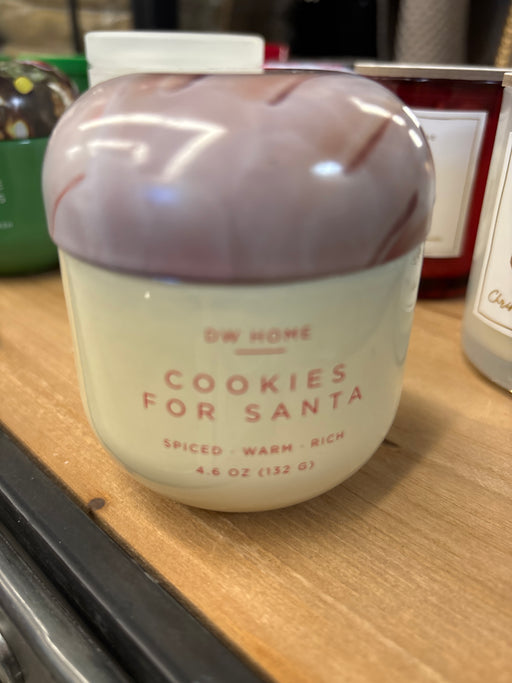 DW HOME
COOKIES
FOR SANTA
SPICED · WARM · RICH
4.6 OZ (132 G)